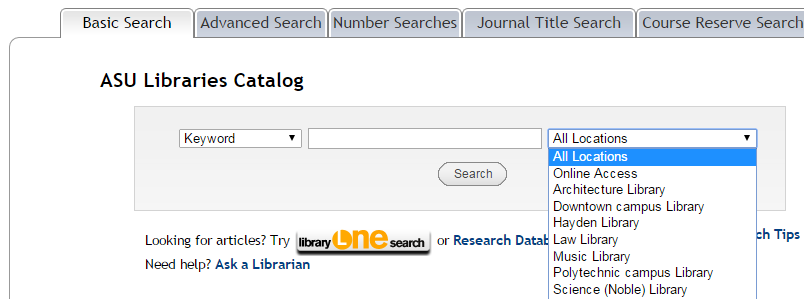 Basic Search Advanced Search Number Searches Journal Title Search Course Reserve Search
ASU Libraries Catalog
Keyword All Locations
All Locations
Search Online Access
Architecture Library
Downtown campus Library
Hayden Library
Looking for articles? Try library One search or Research Datab Law Library ch Tips
Music Library
Need help? Ask a Librarian
Polytechnic campus Library
Science (Noble) Library